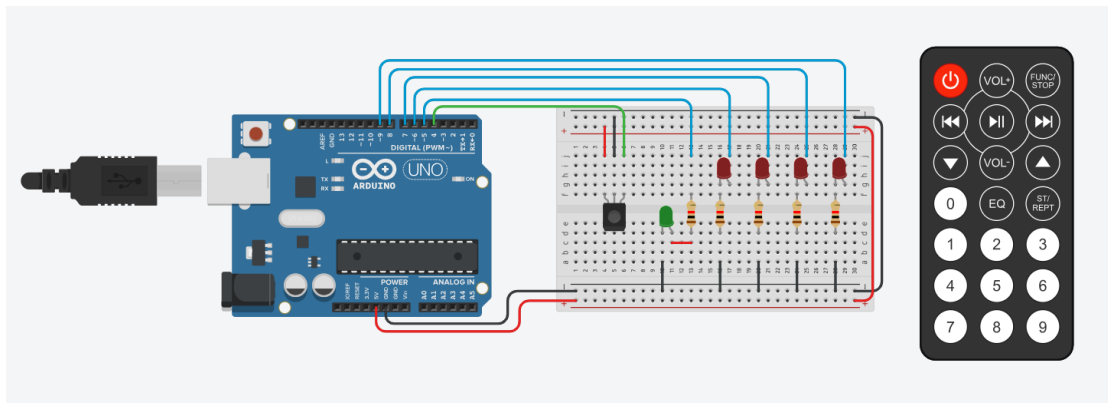 AREF
GND
13
12
~11
~10
~9
8
7
~6
~5
4
~3
2
TX→1
RX←0
DIGITAL (PWM~)
L
TX
RX
ARDUINO
UNO
ON
POWER
ANALOG IN
IOREF
RESET
3.3V
5V
GND
GND
Vin
A0
A1
A2
A3
A4
A5
VOL+
FUNC/
STOP
VOL-
0
EQ
ST/
REPT
1
2
3
4
5
6
7
8
9